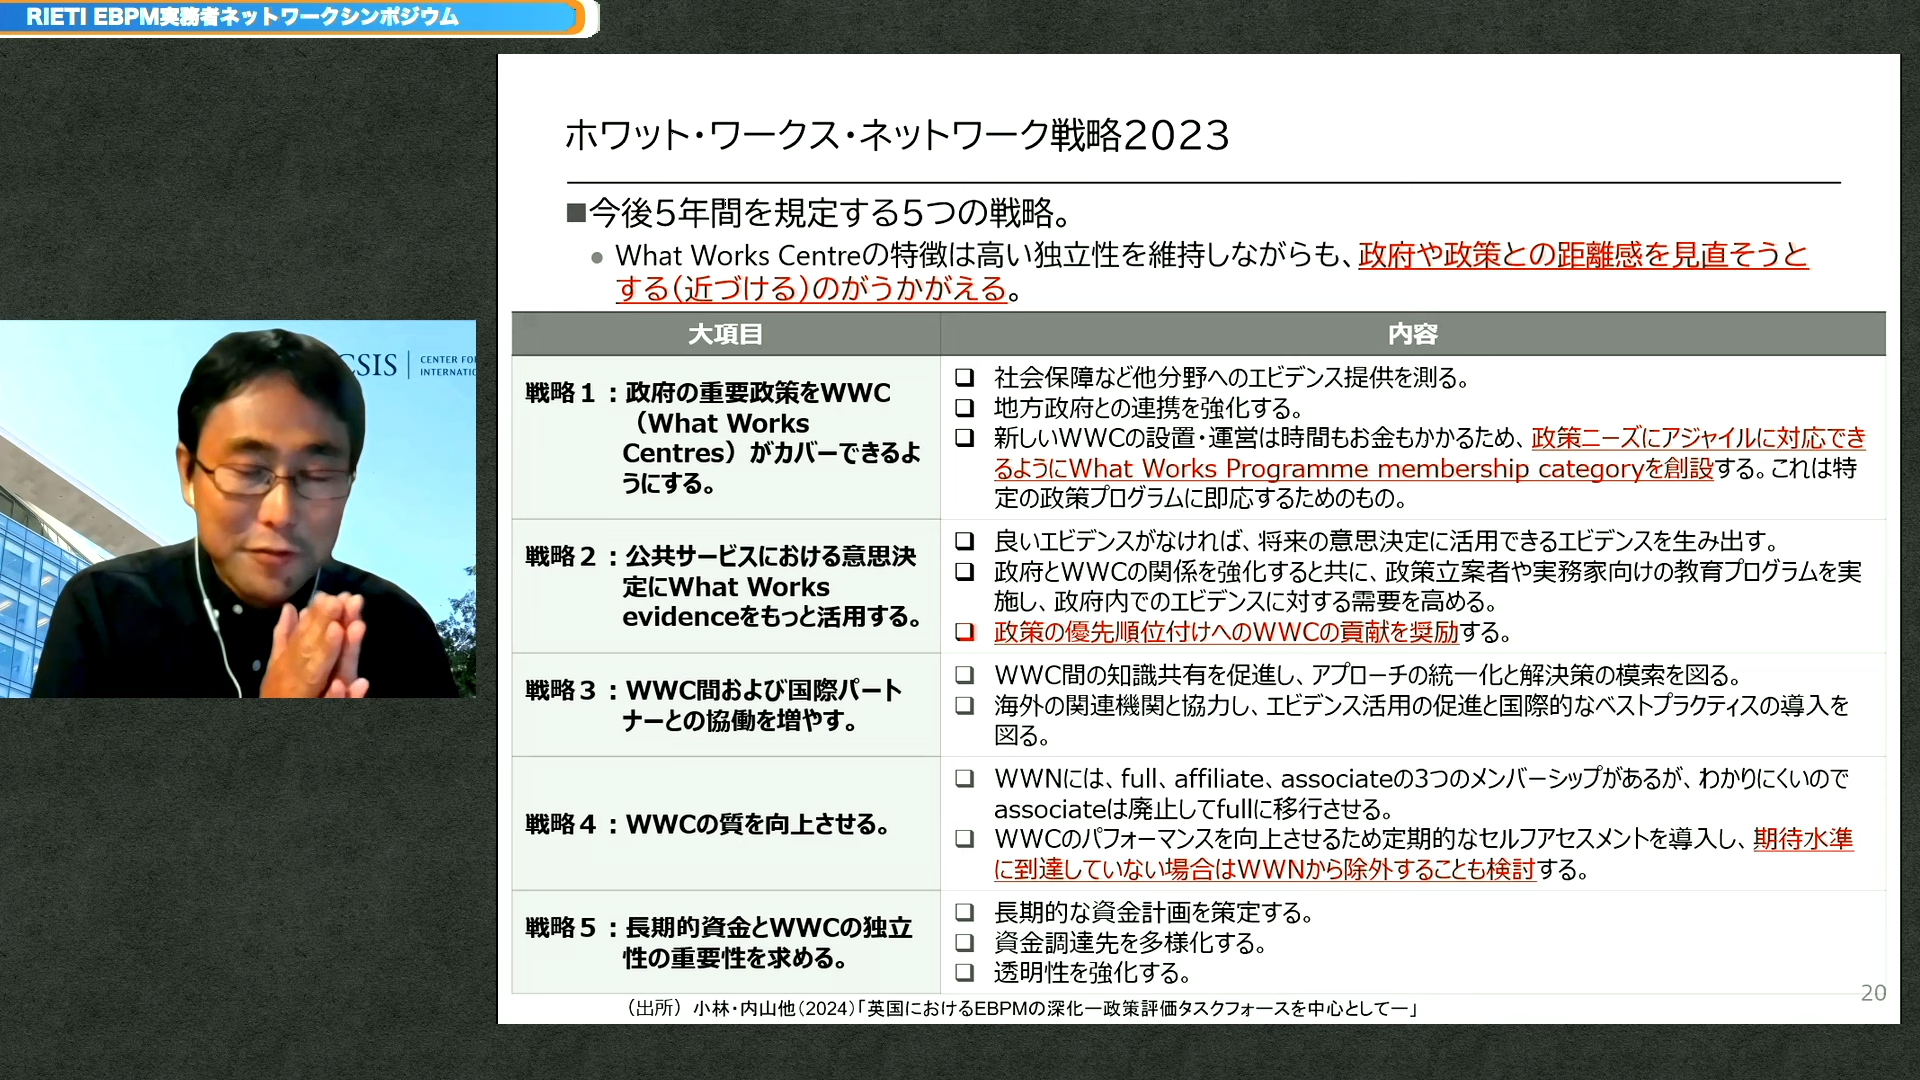 RIETI EBPM実務者ネットワークシンポジウム
ホワット・ワークス・ネットワーク戦略2023
■今後5年間を規定する5つの戦略。
● What Works Centreの特徴は高い独立性を維持しながらも、政府や政策との距離感を見直そうと
する（近づける）のがうかがえる。
大項目
内容
戦略１：政府の重要政策をWWC
（What Works
Centres）がカバーできるよ
うにする。
❑ 社会保障など他分野へのエビデンス提供を測る。
❑ 地方政府との連携を強化する。
❑ 新しいWWCの設置・運営は時間もお金もかかるため、政策ニーズにアジャイルに対応でき
るようにWhat Works Programme membership categoryを創設する。これは特
定の政策プログラムに即応するためのもの。
戦略２：公共サービスにおける意思決
定にWhat Works
evidenceをもっと活用する。
❑ 良いエビデンスがなければ、将来の意思決定に活用できるエビデンスを生み出す。
❑ 政府とWWCの関係を強化すると共に、政策立案者や実務家向けの教育プログラムを実
施し、政府内でのエビデンスに対する需要を高める。
❑ 政策の優先順位付けへのWWCの貢献を奨励する。
戦略３：WWC間および国際パート
ナーとの協働を増やす。
❑ WWC間の知識共有を促進し、アプローチの統一化と解決策の模索を図る。
❑ 海外の関連機関と協力し、エビデンス活用の促進と国際的なベストプラクティスの導入を
図る。
戦略４：WWCの質を向上させる。
❑ WWNには、full、affiliate、associateの3つのメンバーシップがあるが、わかりにくいので
associateは廃止してfullに移行させる。
❑ WWCのパフォーマンスを向上させるため定期的なセルフアセスメントを導入し、期待水準
に到達していない場合はWWNから除外することも検討する。
戦略５：長期的資金とWWCの独立
性の重要性を求める。
❑ 長期的な資金計画を策定する。
❑ 資金調達先を多様化する。
❑ 透明性を強化する。
（出所）小林・内山他（2024）「英国におけるEBPMの深化ー政策評価タスクフォースを中心としてー」
20
CSIS
CENTER FO
INTERNATIO